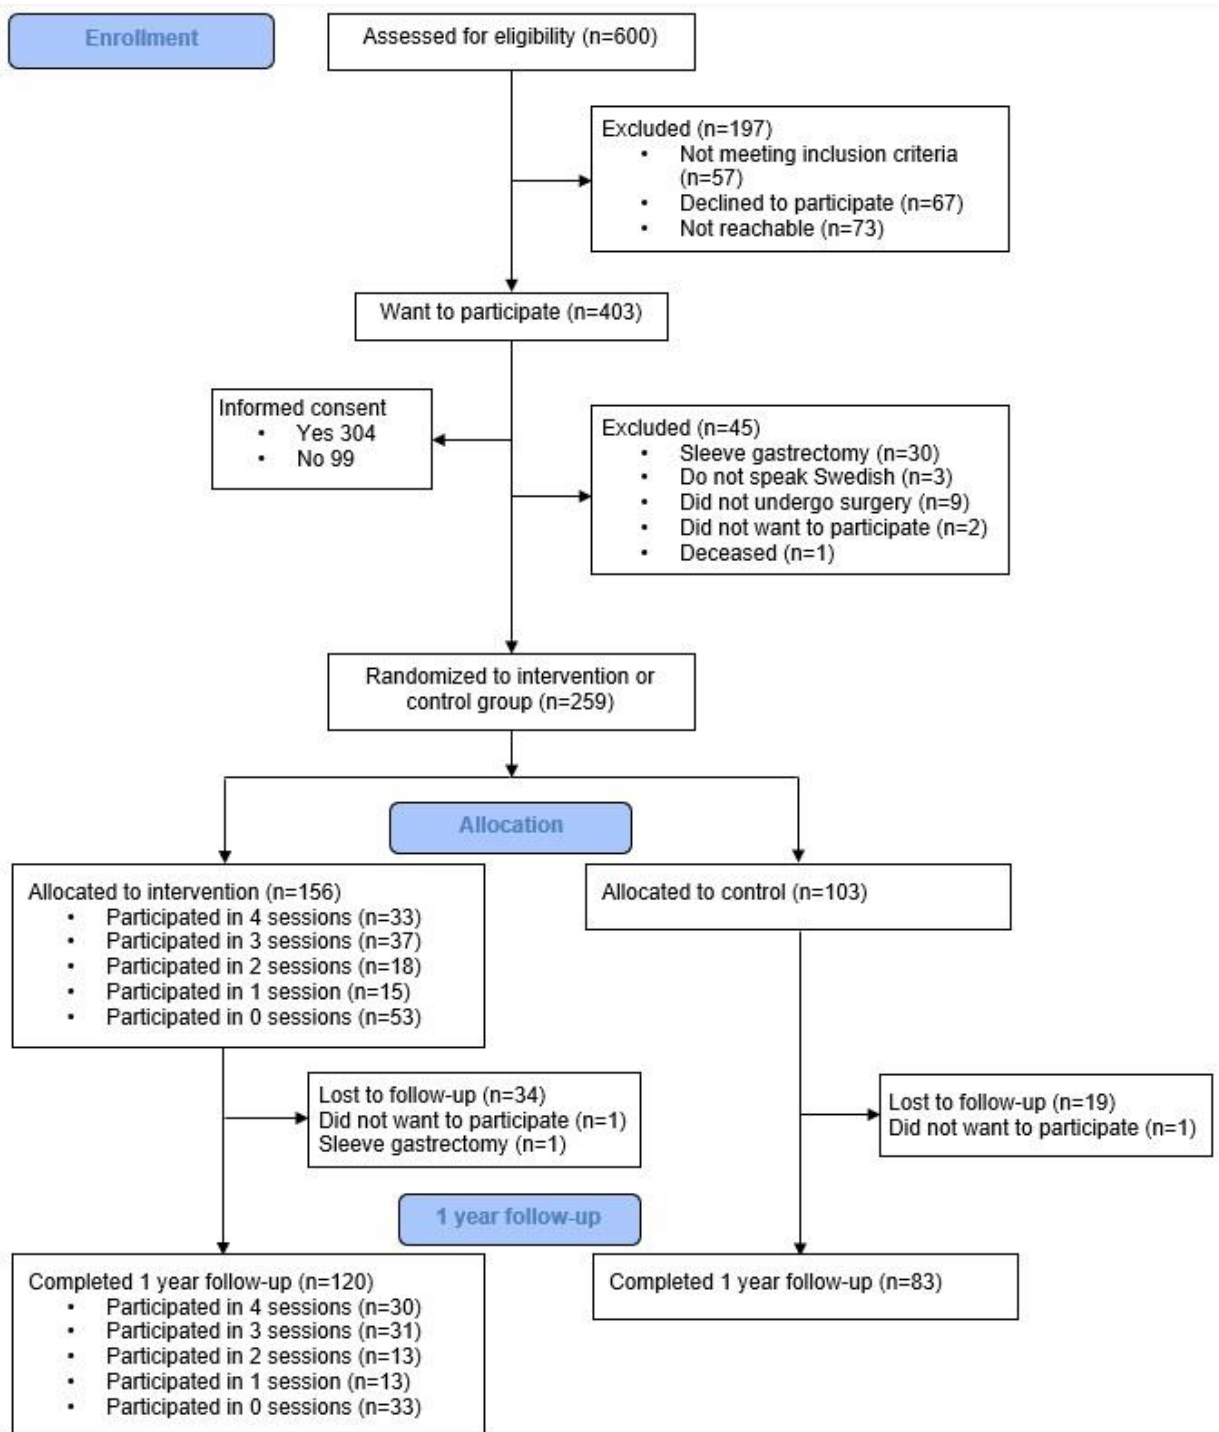 Enrollment
Assessed for eligibility (n=600)
Excluded (n=197)
• Not meeting inclusion criteria
(n=57)
• Declined to participate (n=67)
• Not reachable (n=73)
Want to participate (n=403)
Informed consent
• Yes 304
• No 99
Excluded (n=45)
• Sleeve gastrectomy (n=30)
• Do not speak Swedish (n=3)
• Did not undergo surgery (n=9)
• Did not want to participate (n=2)
• Deceased (n=1)
Randomized to intervention or
control group (n=259)
Allocation
Allocated to intervention (n=156)
• Participated in 4 sessions (n=33)
• Participated in 3 sessions (n=37)
• Participated in 2 sessions (n=18)
• Participated in 1 session (n=15)
• Participated in 0 sessions (n=53)
Allocated to control (n=103)
Lost to follow-up (n=34)
Did not want to participate (n=1)
Sleeve gastrectomy (n=1)
Lost to follow-up (n=19)
Did not want to participate (n=1)
1 year follow-up
Completed 1 year follow-up (n=120)
• Participated in 4 sessions (n=30)
• Participated in 3 sessions (n=31)
• Participated in 2 sessions (n=13)
• Participated in 1 session (n=13)
• Participated in 0 sessions (n=33)
Completed 1 year follow-up (n=83)